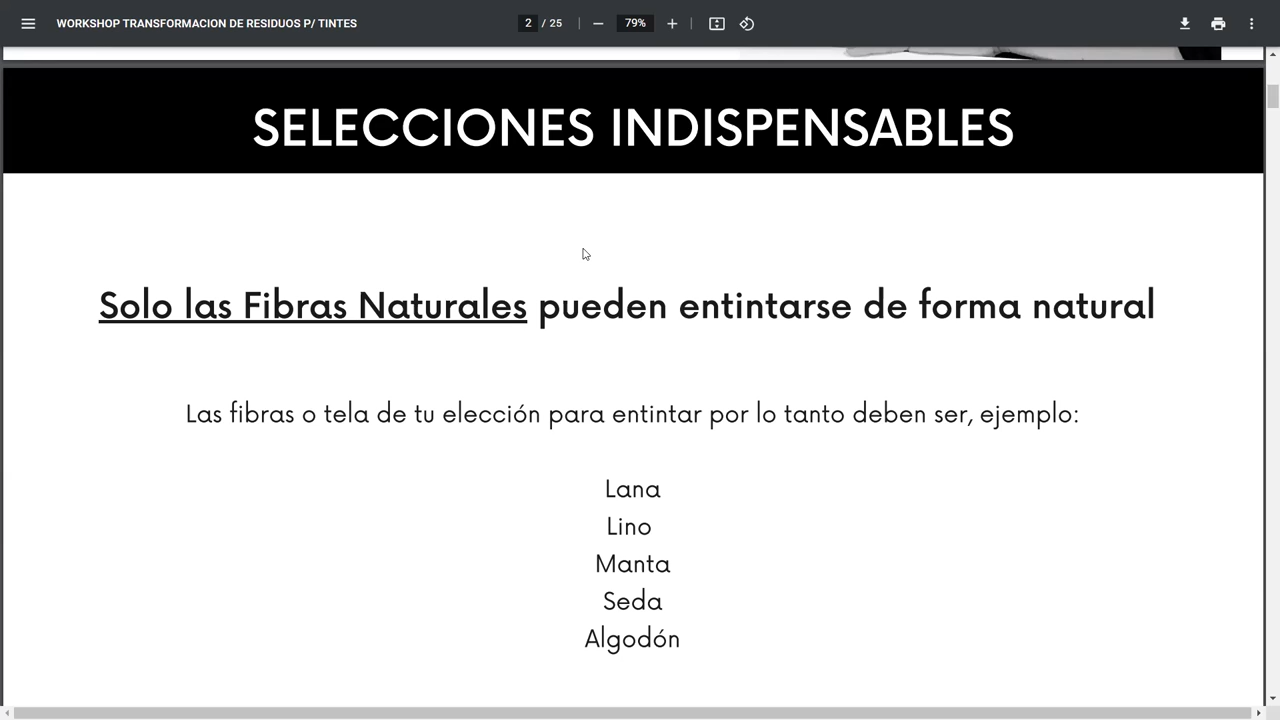 WORKSHOP TRANSFORMACION DE RESIDUOS P/ TINTES
2 / 25
79%
SELECCIONES INDISPENSABLES
Solo las Fibras Naturales pueden entintarse de forma natural
Las fibras o tela de tu elección para entintar por lo tanto deben ser, ejemplo:
Lana
Lino
Manta
Seda
Algodón